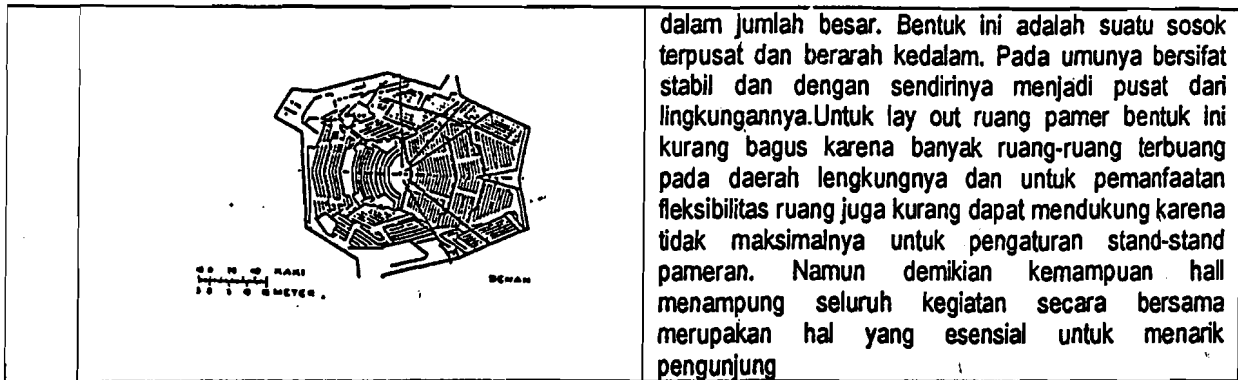 dalam jumlah besar. Bentuk ini adalah suatu sosok
terpusat dan berarah kedalam. Pada umunya bersifat
stabil dan dengan sendirinya menjadi pusat dari
lingkungannya.Untuk lay out ruang pamer bentuk ini
kurang bagus karena banyak ruang-ruang terbuang
pada daerah lengkungnya dan untuk pemanfaatan
fleksibilitas ruang juga kurang dapat mendukung karena
tidak maksimalnya untuk pengaturan stand-stand
pameran. Namun demikian kemampuan hall
menampung seluruh kegiatan secara bersama
merupakan hal yang esensial untuk menarik
pengunjung
KAKI
METER
DENAH